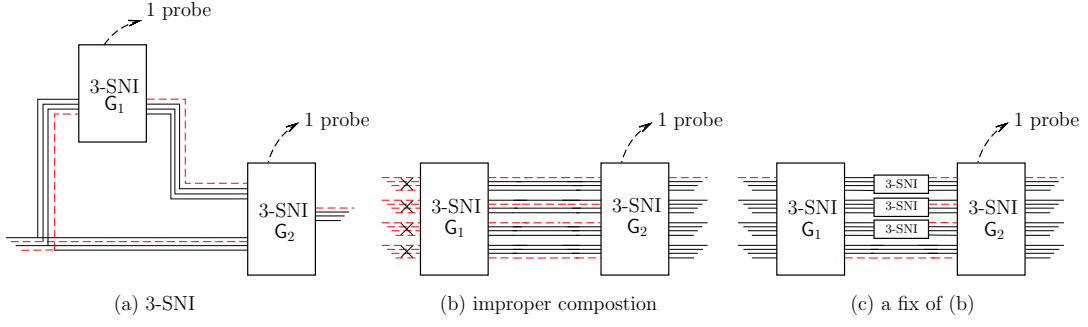 1 probe
3-SNI
G₁
1 probe
3-SNI
G₂
(a) 3-SNI
1 probe
3-SNI
G₁
3-SNI
G₂
(b) improper compostion
1 probe
3-SNI
G₁
3-SNI
3-SNI
3-SNI
3-SNI
G₂
(c) a fix of (b)